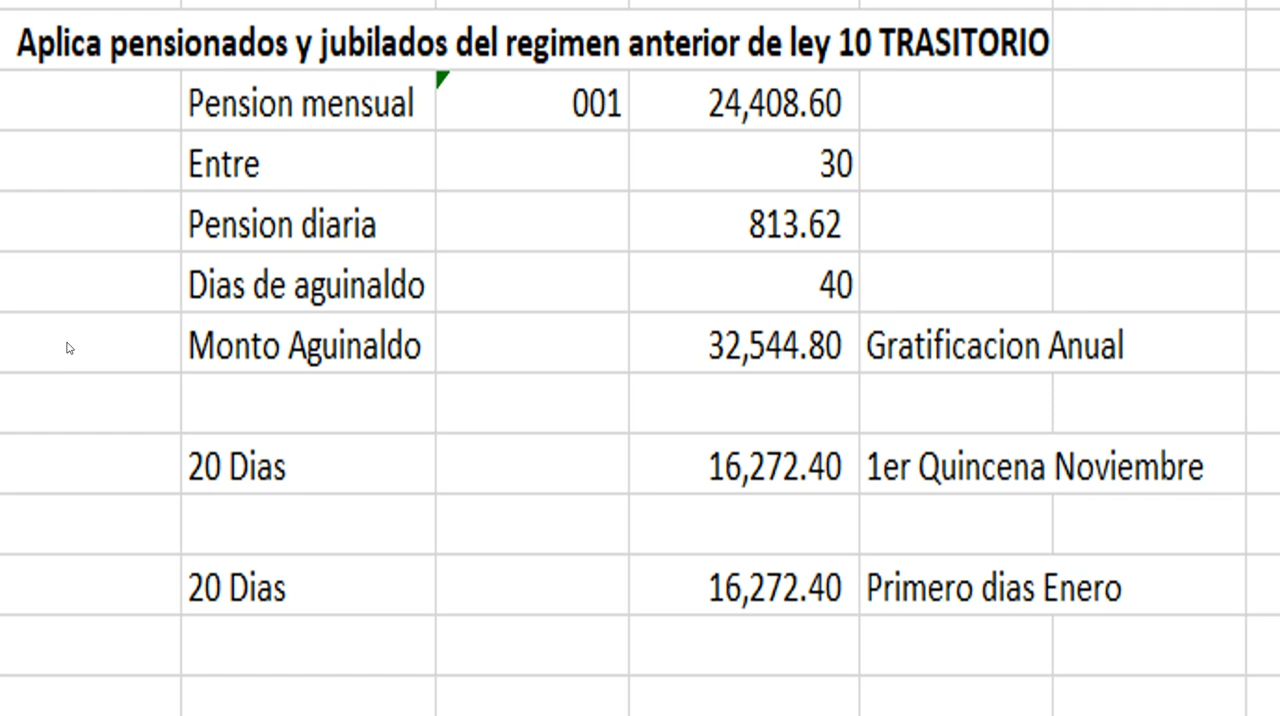 Aplica pensionados y jubilados del regimen anterior de ley 10 TRASITORIO
Pension mensual 001 24,408.60
Entre 30
Pension diaria 813.62
Dias de aguinaldo 40
Monto Aguinaldo 32,544.80 Gratificacion Anual
20 Dias 16,272.40 1er Quincena Noviembre
20 Dias 16,272.40 Primero dias Enero